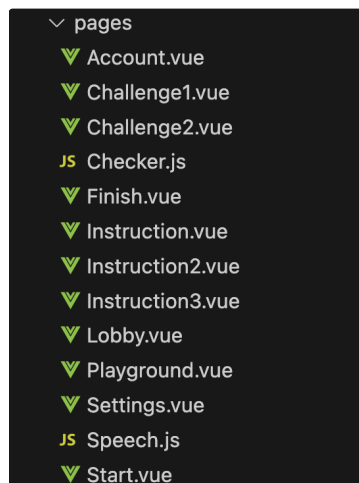 pages
Account.vue
Challenge1.vue
Challenge2.vue
JS Checker.js
Finish.vue
Instruction.vue
Instruction2.vue
Instruction3.vue
Lobby.vue
Playground.vue
Settings.vue
JS Speech.js
Start.vue